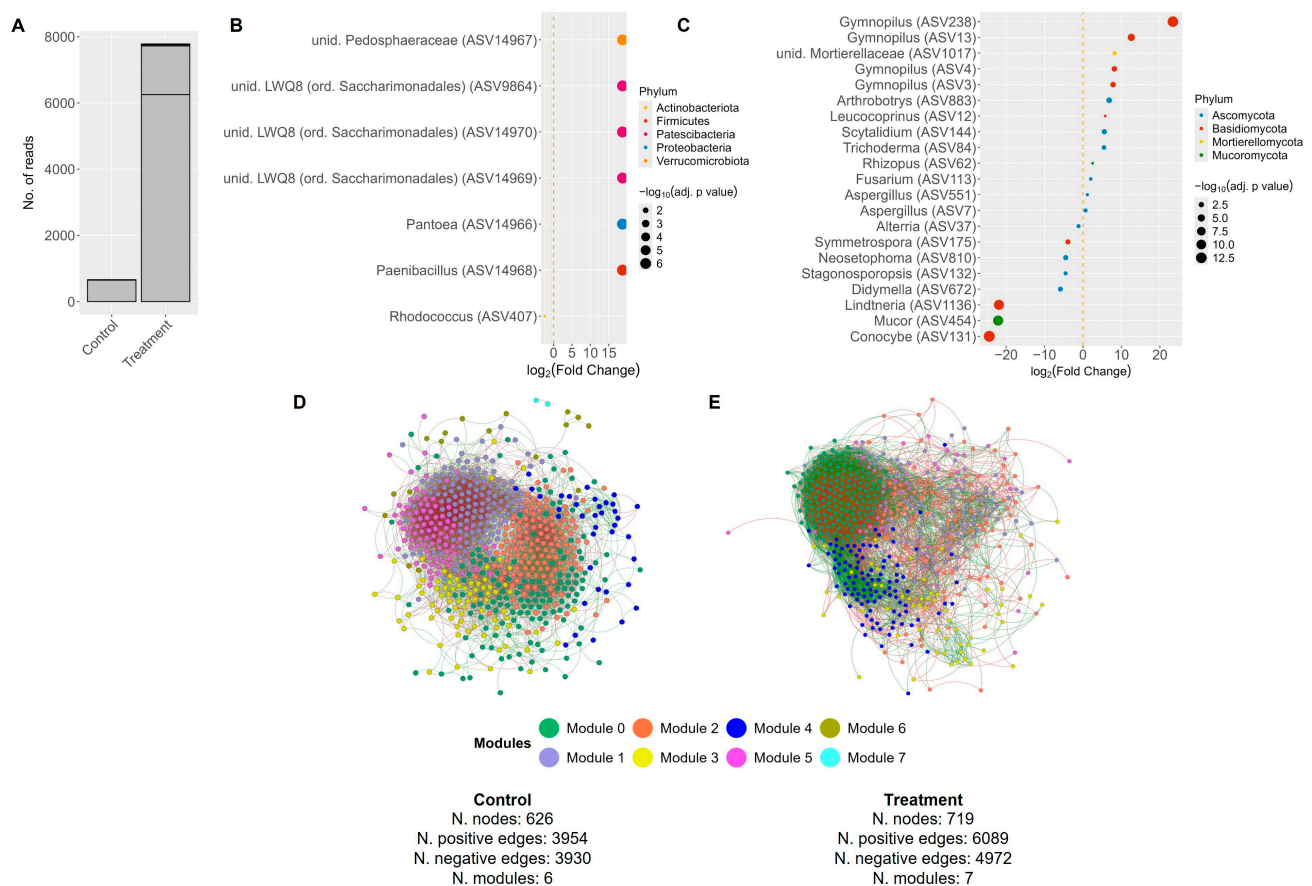 A
No. of reads
8000
6000
4000
2000
0
Control
Treatment
B
unid. Pedosphaeraceae (ASV14967)
unid. LWQ8 (ord. Saccharimonadales) (ASV9864)
unid. LWQ8 (ord. Saccharimonadales) (ASV14970)
unid. LWQ8 (ord. Saccharimonadales) (ASV14969)
Pantoea (ASV14966)
Paenibacillus (ASV14968)
Rhodococcus (ASV407)
0 5 10 15
log2(Fold Change)
Phylum
Actinobacteriota
Firmicutes
Patescibacteria
Proteobacteria
Verrucomicrobiota
−log10(adj. p value)
2
3
4
5
6
C
Gymnopilus (ASV238)
Gymnopilus (ASV13)
unid. Mortierellaceae (ASV1017)
Gymnopilus (ASV4)
Gymnopilus (ASV3)
Arthrobotrys (ASV883)
Leucocoprinus (ASV12)
Scytalidium (ASV144)
Trichoderma (ASV84)
Rhizopus (ASV62)
Fusarium (ASV113)
Aspergillus (ASV551)
Aspergillus (ASV7)
Alterria (ASV37)
Symmetrospora (ASV175)
Neosetophoma (ASV810)
Stagonosporopsis (ASV132)
Didymella (ASV672)
Lindtneria (ASV1136)
Mucor (ASV454)
Conocybe (ASV131)
−20 −10 0 10 20
log2(Fold Change)
Phylum
Ascomycota
Basidiomycota
Mortierellomycota
Mucoromycota
−log10(adj. p value)
2.5
5.0
7.5
10.0
12.5
D
E
Modules
Module 0 Module 2 Module 4 Module 6
Module 1 Module 3 Module 5 Module 7
Control
N. nodes: 626
N. positive edges: 3954
N. negative edges: 3930
N. modules: 6
Treatment
N. nodes: 719
N. positive edges: 6089
N. negative edges: 4972
N. modules: 7